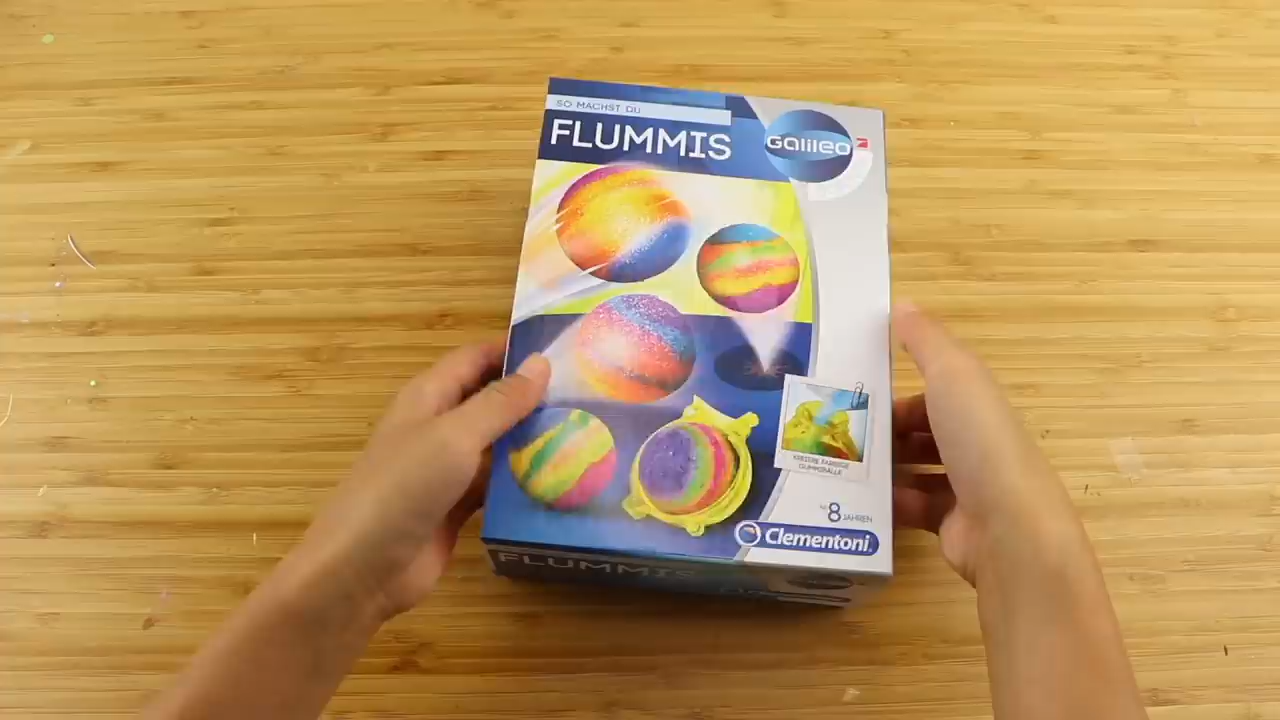 SO MACHST DU
FLUMMIS
Galileo
KREIERE FARBIGE
GUMMIBÄLLE
AB 8 JAHREN
Clementoni
FLUMMIS